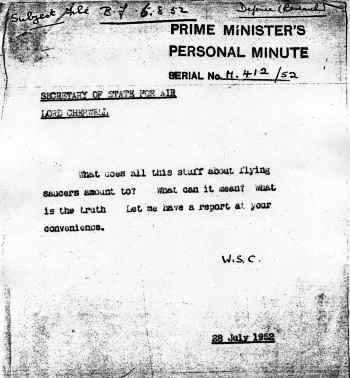 Subject file B.F 6.8.52
Defence (Research)
PRIME MINISTER'S
PERSONAL MINUTE
SERIAL No. M. 412/52
SECRETARY OF STATE FOR AIR
LORD CHERWELL
What does all this stuff about flying
saucers amount to? What can it mean? What
is the truth Let me have a report at your
convenience.
W.S.C.
28 July 1952